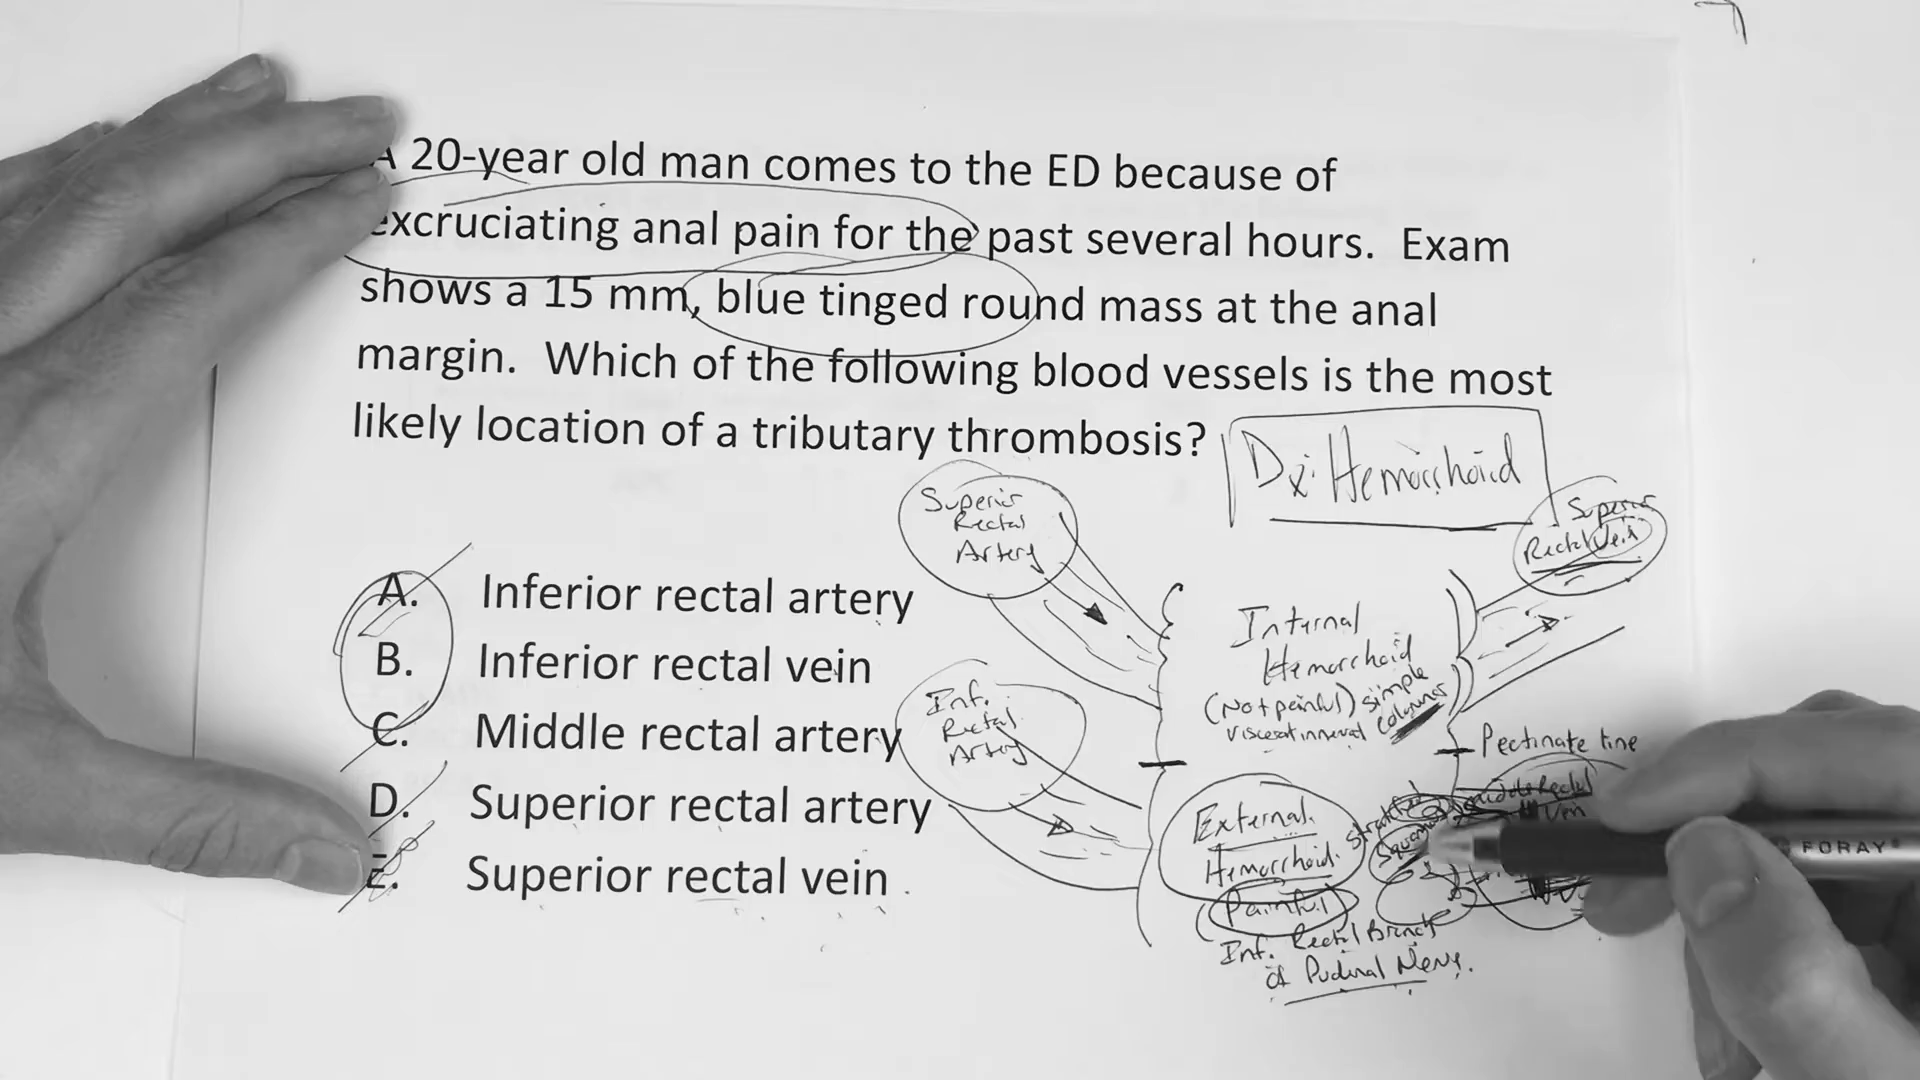 A 20-year old man comes to the ED because of
excruciating anal pain for the past several hours. Exam
shows a 15 mm, blue tinged round mass at the anal
margin. Which of the following blood vessels is the most
likely location of a tributary thrombosis?
Dx: Hemorrhoid
Superior
Rectal
Artery
Superior
Rectal Vein
A. Inferior rectal artery
B. Inferior rectal vein
C. Middle rectal artery
D. Superior rectal artery
E. Superior rectal vein
Internal
Hemorrhoid
(Not painful) simple
columnar
Inf.
Rectal
Artery
Pectinate line
External
Hemorrhoid
Painful
Middle Rectal
Vein
Inf. Rectal Branch
of Pudendal Nerve.
FORAY